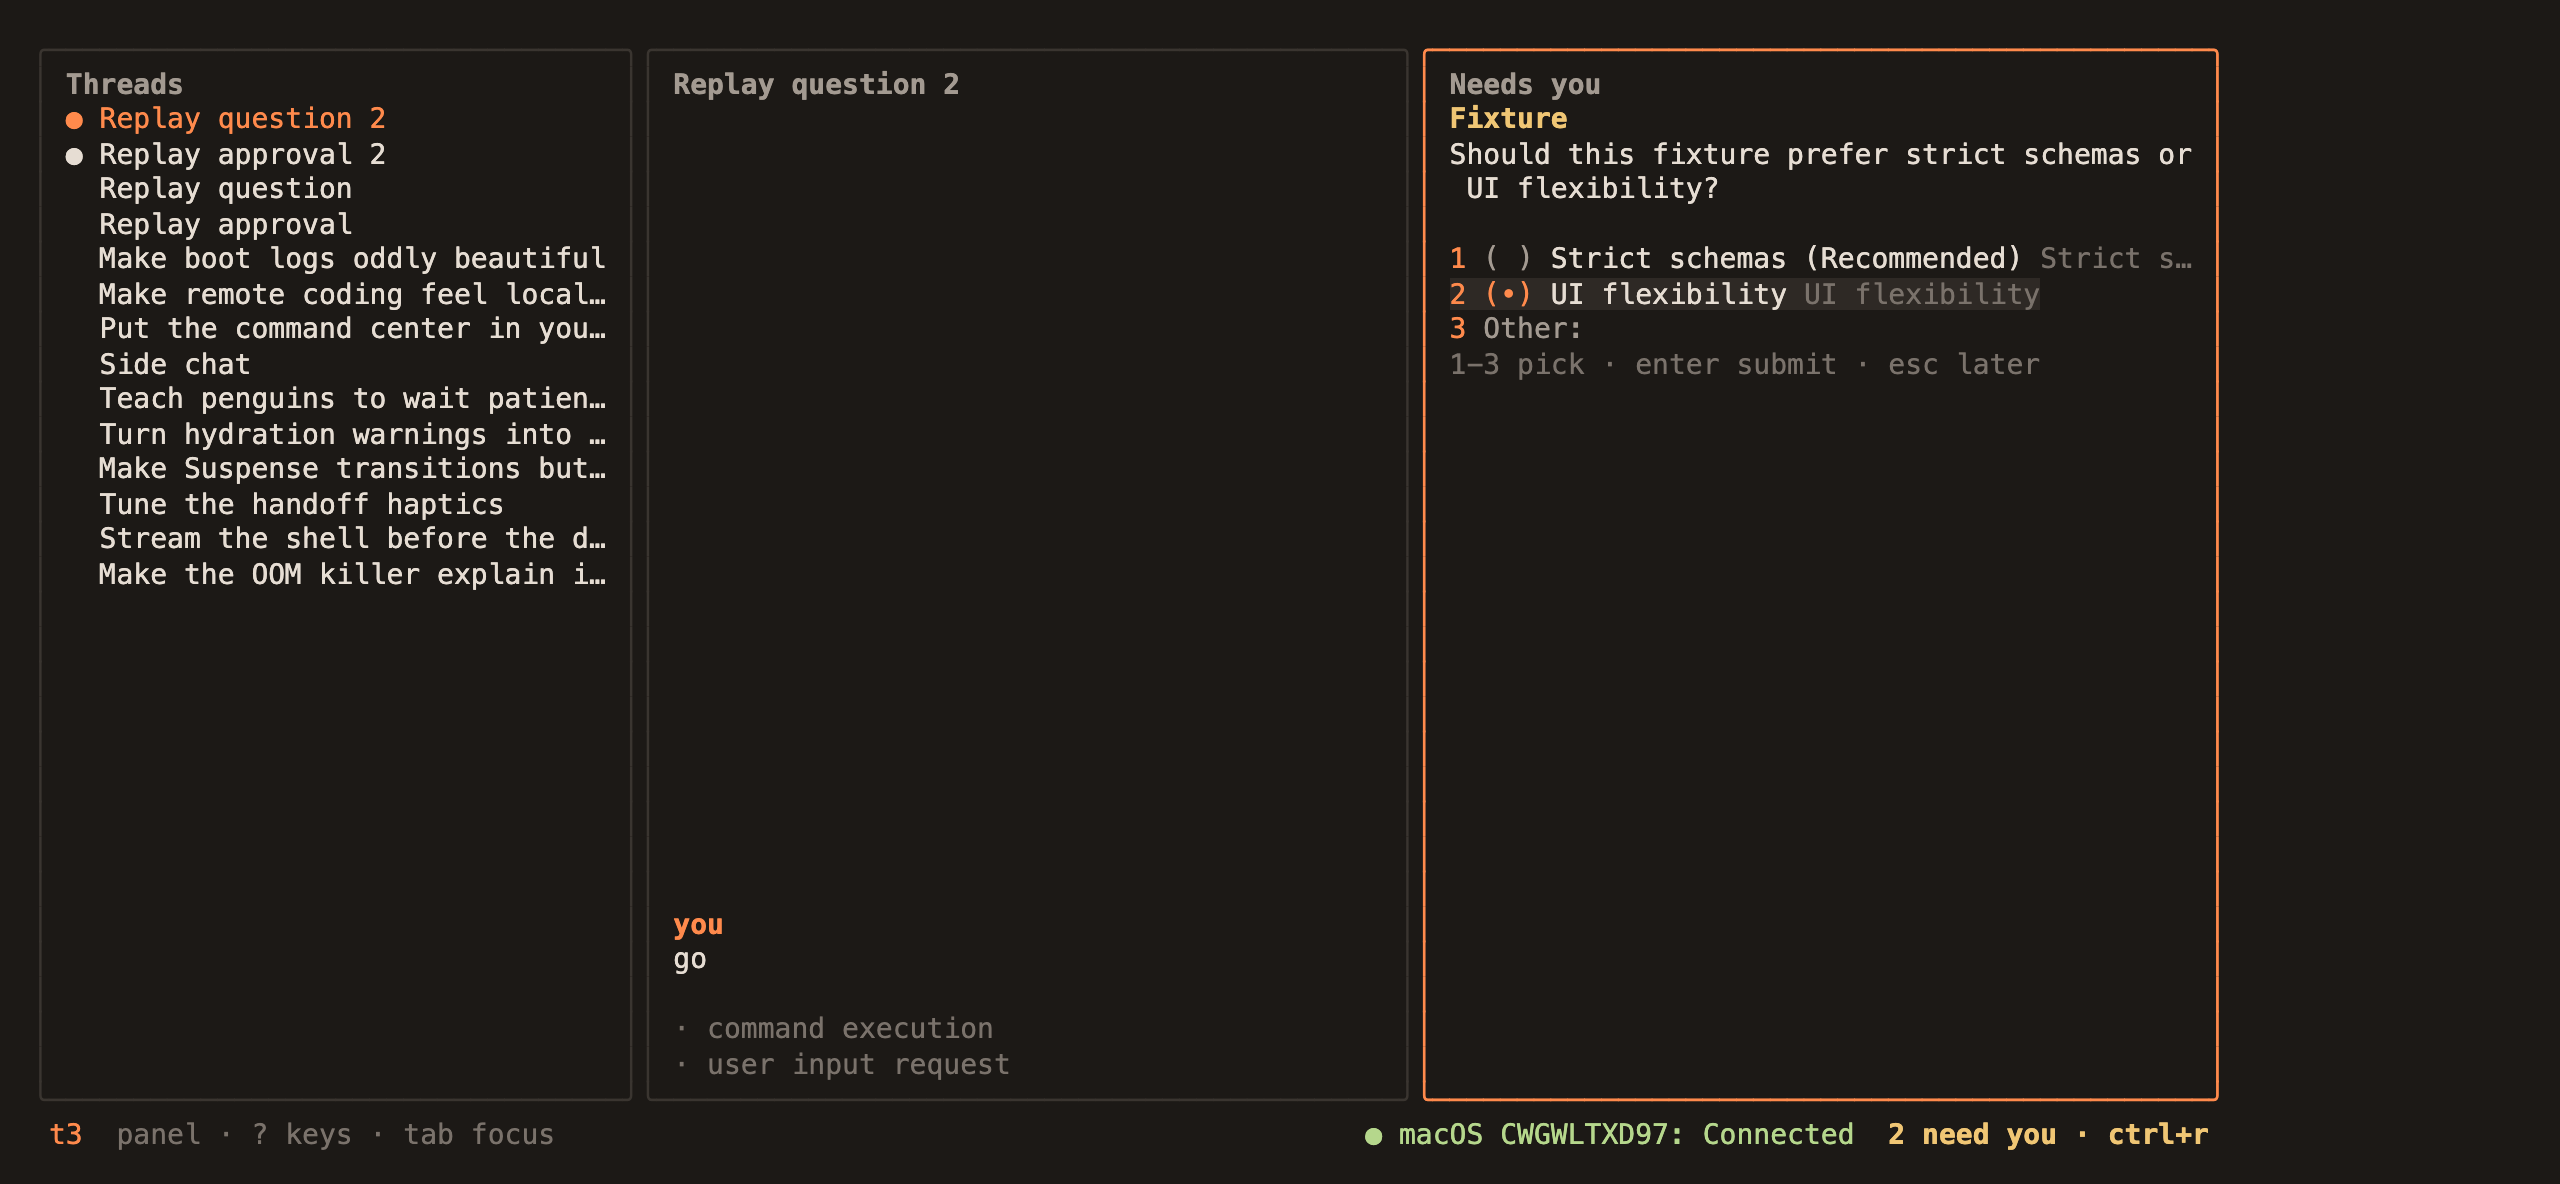 Threads
● Replay question 2
● Replay approval 2
Replay question
Replay approval
Make boot logs oddly beautiful
Make remote coding feel local…
Put the command center in you…
Side chat
Teach penguins to wait patien…
Turn hydration warnings into …
Make Suspense transitions but…
Tune the handoff haptics
Stream the shell before the d…
Make the OOM killer explain i…
Replay question 2
you
go
· command execution
· user input request
Needs you
Fixture
Should this fixture prefer strict schemas or
UI flexibility?
1 ( ) Strict schemas (Recommended) Strict s…
2 (•) UI flexibility UI flexibility
3 Other:
1–3 pick · enter submit · esc later
t3 panel · ? keys · tab focus
● macOS CWGWLTXD97: Connected 2 need you · ctrl+r